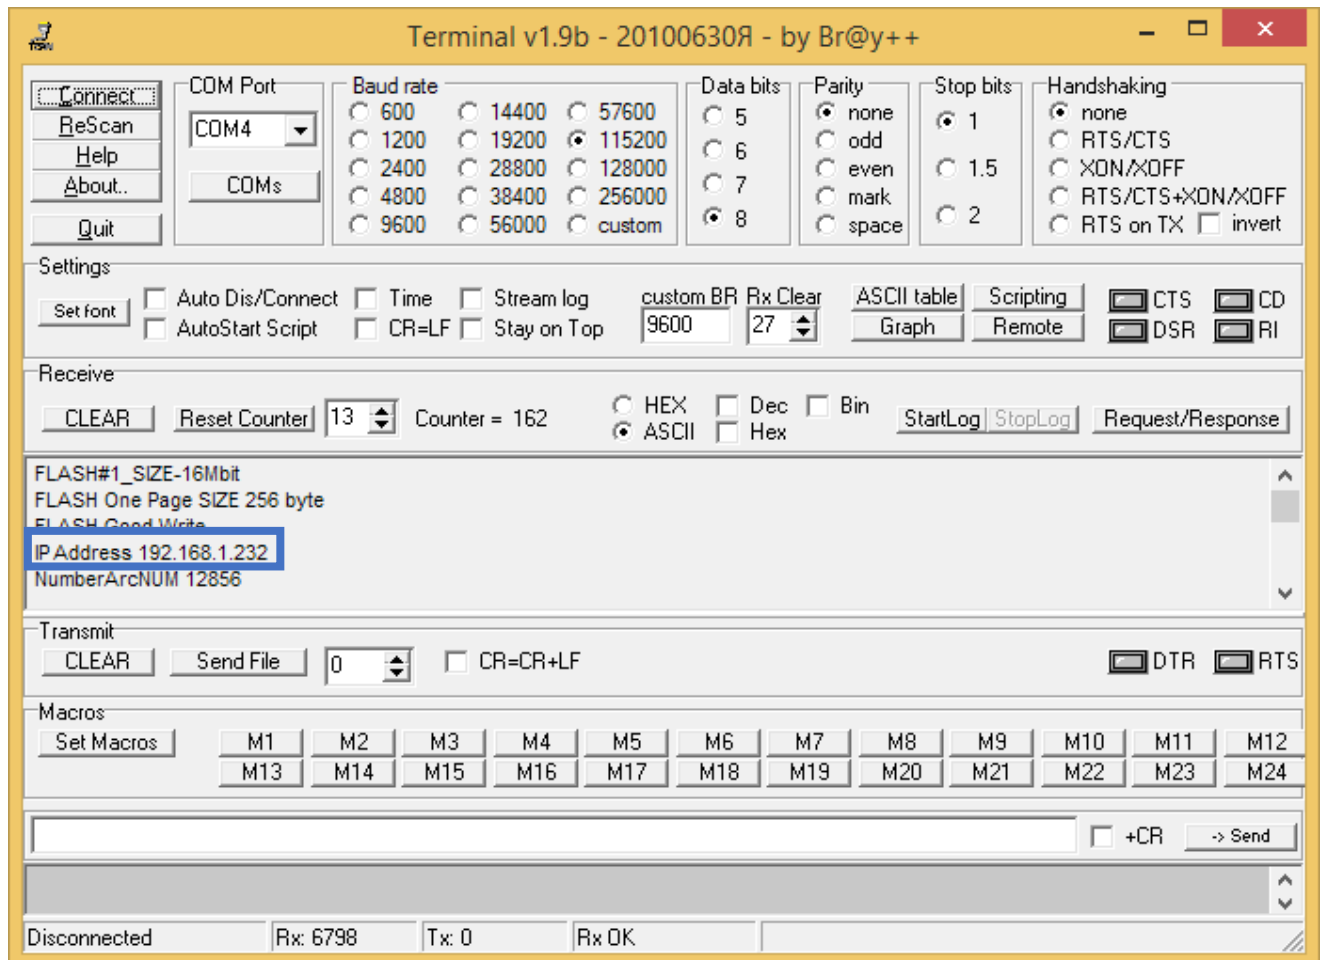 Terminal v1.9b - 20100630Я - by Br@y++
Connect
ReScan
Help
About..
Quit
COM Port
COM4
COMs
Baud rate
600 14400 57600
1200 19200 115200
2400 28800 128000
4800 38400 256000
9600 56000 custom
Data bits
5
6
7
8
Parity
none
odd
even
mark
space
Stop bits
1
1.5
2
Handshaking
none
RTS/CTS
XON/XOFF
RTS/CTS+XON/XOFF
RTS on TX invert
Settings
Set font
Auto Dis/Connect Time Stream log
AutoStart Script CR=LF Stay on Top
custom BR Rx Clear
9600 27
ASCII table Scripting
Graph Remote
CTS CD
DSR RI
Receive
CLEAR Reset Counter 13 Counter = 162
HEX Dec Bin
ASCII Hex
StartLog StopLog Request/Response
FLASH#1_SIZE-16Mbit
FLASH One Page SIZE 256 byte
FLASH Good Write
IP Address 192.168.1.232
NumberArcNUM 12856
Transmit
CLEAR Send File 0 CR=CR+LF DTR RTS
Macros
Set Macros M1 M2 M3 M4 M5 M6 M7 M8 M9 M10 M11 M12
M13 M14 M15 M16 M17 M18 M19 M20 M21 M22 M23 M24
+CR -> Send
Disconnected Rx: 6798 Tx: 0 Rx OK